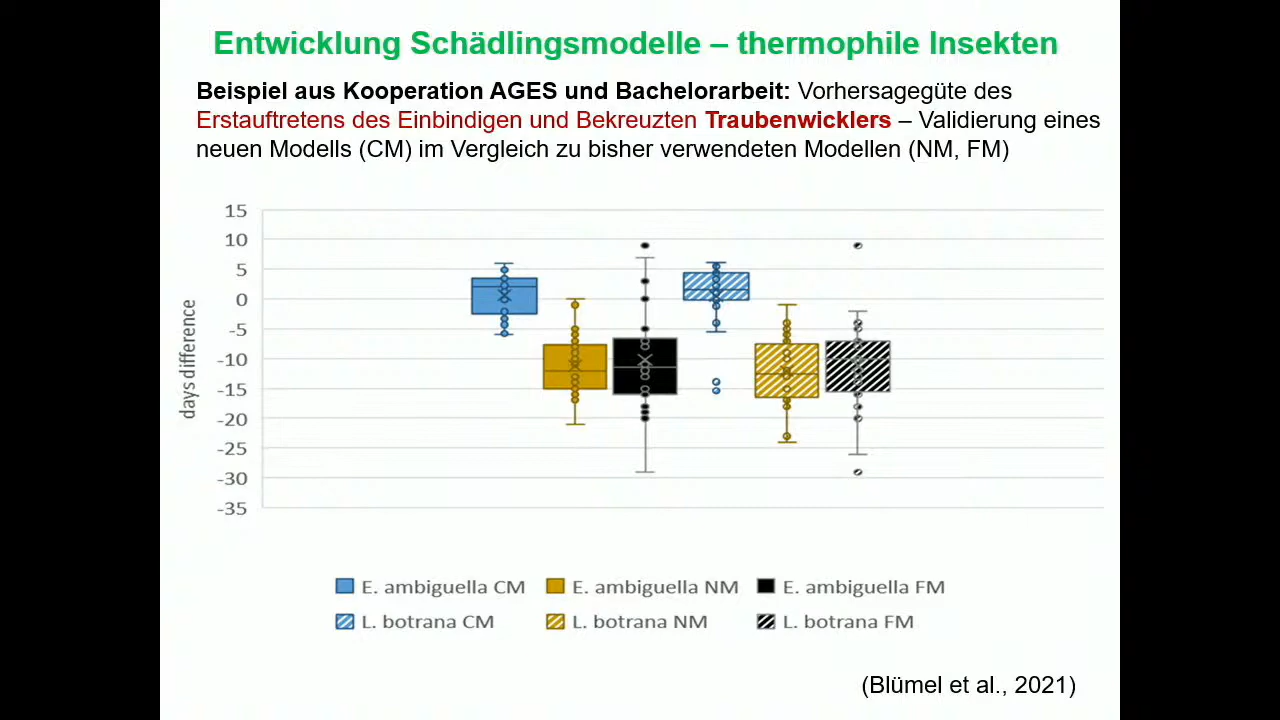 Entwicklung Schädlingsmodelle – thermophile Insekten
Beispiel aus Kooperation AGES und Bachelorarbeit: Vorhersagegüte des
Erstauftretens des Einbindigen und Bekreuzten Traubenwicklers – Validierung eines
neuen Modells (CM) im Vergleich zu bisher verwendeten Modellen (NM, FM)
15
10
5
0
-5
-10
-15
-20
-25
-30
-35
days difference
E. ambiguella CM E. ambiguella NM E. ambiguella FM
L. botrana CM L. botrana NM L. botrana FM
(Blümel et al., 2021)